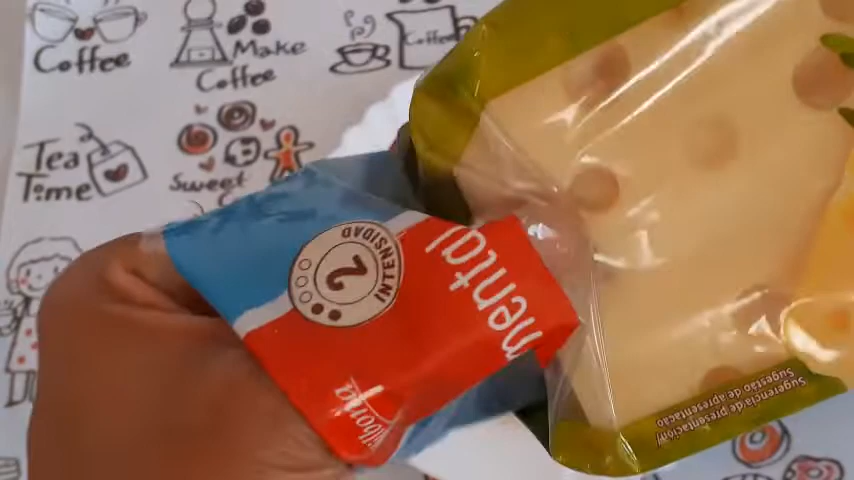 Coffee
Make
Coffee
Coffee
Tea
Time
Sweet
INTENSIDAD
2
mental
Sugerencia de presentación/
Sugestão de apresentação